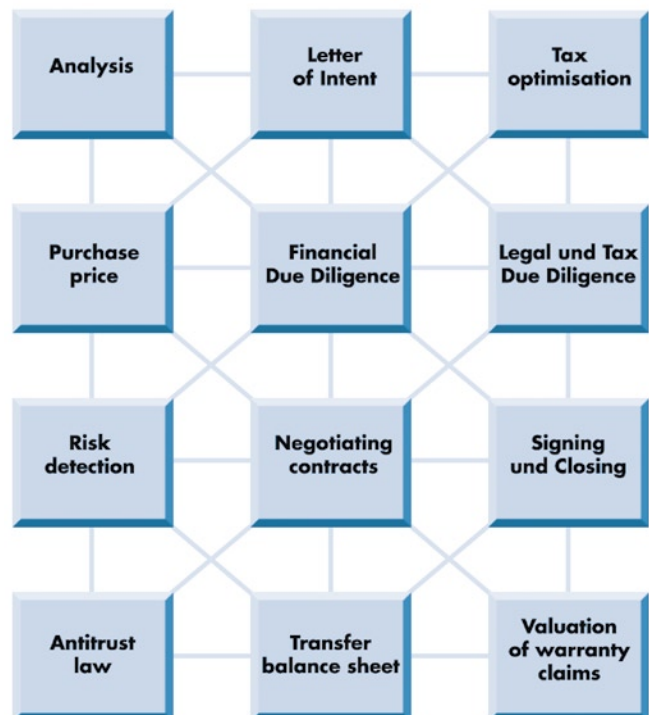 Analysis
Letter
of Intent
Tax
optimisation
Purchase
price
Financial
Due Diligence
Legal und Tax
Due Diligence
Risk
detection
Negotiating
contracts
Signing
und Closing
Antitrust
law
Transfer
balance sheet
Valuation
of warranty
claims